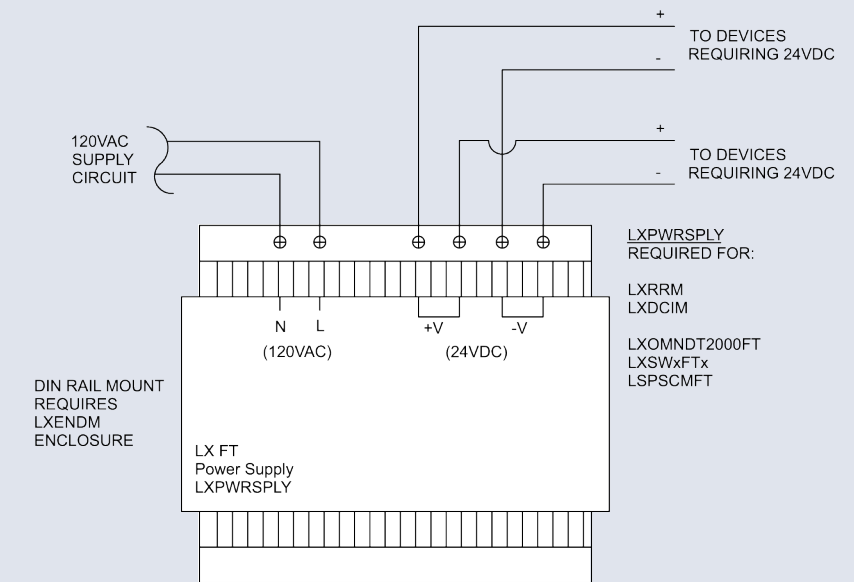 +
TO DEVICES
REQUIRING 24VDC
-
+
TO DEVICES
REQUIRING 24VDC
-
120VAC
SUPPLY
CIRCUIT
LXPWRSPLY
REQUIRED FOR:
LXRRM
LXDCIM
LXOMNDT2000FT
LXSWxFTx
LSPSCMFT
N L +V -V
(120VAC) (24VDC)
DIN RAIL MOUNT
REQUIRES
LXENDM
ENCLOSURE
LX FT
Power Supply
LXPWRSPLY